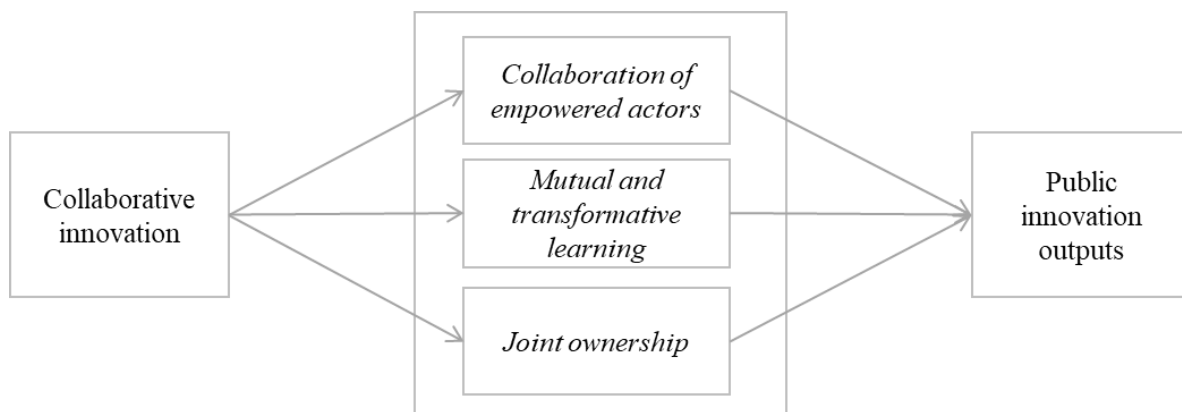 Collaborative
innovation
Collaboration of
empowered actors
Mutual and
transformative
learning
Joint ownership
Public
innovation
outputs